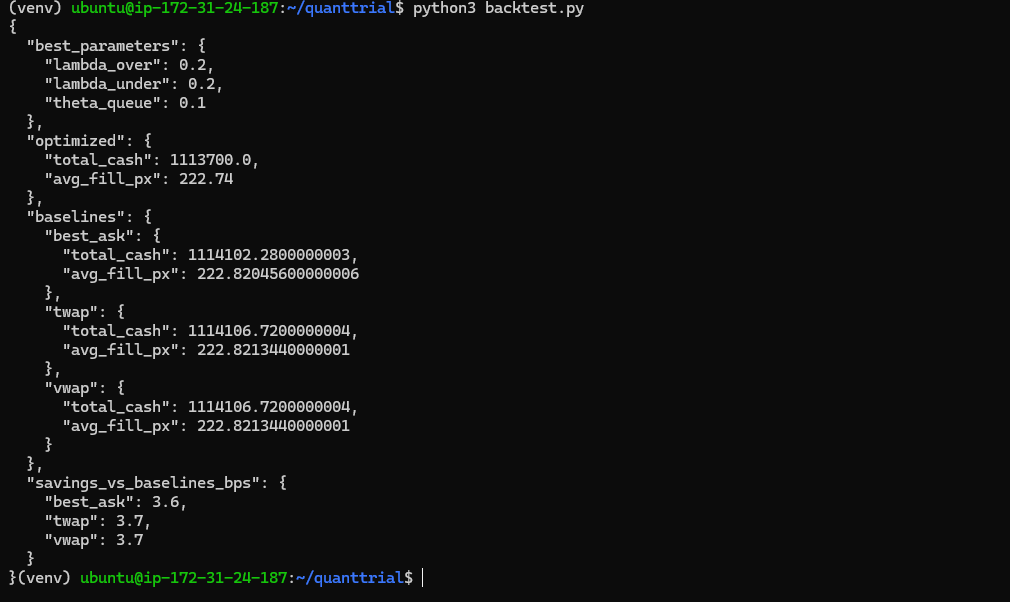 (venv) ubuntu@ip-172-31-24-187:~/quanttrial$ python3 backtest.py
{
  "best_parameters": {
    "lambda_over": 0.2,
    "lambda_under": 0.2,
    "theta_queue": 0.1
  },
  "optimized": {
    "total_cash": 1113700.0,
    "avg_fill_px": 222.74
  },
  "baselines": {
    "best_ask": {
      "total_cash": 1114102.2800000003,
      "avg_fill_px": 222.82045600000006
    },
    "twap": {
      "total_cash": 1114106.7200000004,
      "avg_fill_px": 222.8213440000001
    },
    "vwap": {
      "total_cash": 1114106.7200000004,
      "avg_fill_px": 222.8213440000001
    }
  },
  "savings_vs_baselines_bps": {
    "best_ask": 3.6,
    "twap": 3.7,
    "vwap": 3.7
  }
}(venv) ubuntu@ip-172-31-24-187:~/quanttrial$